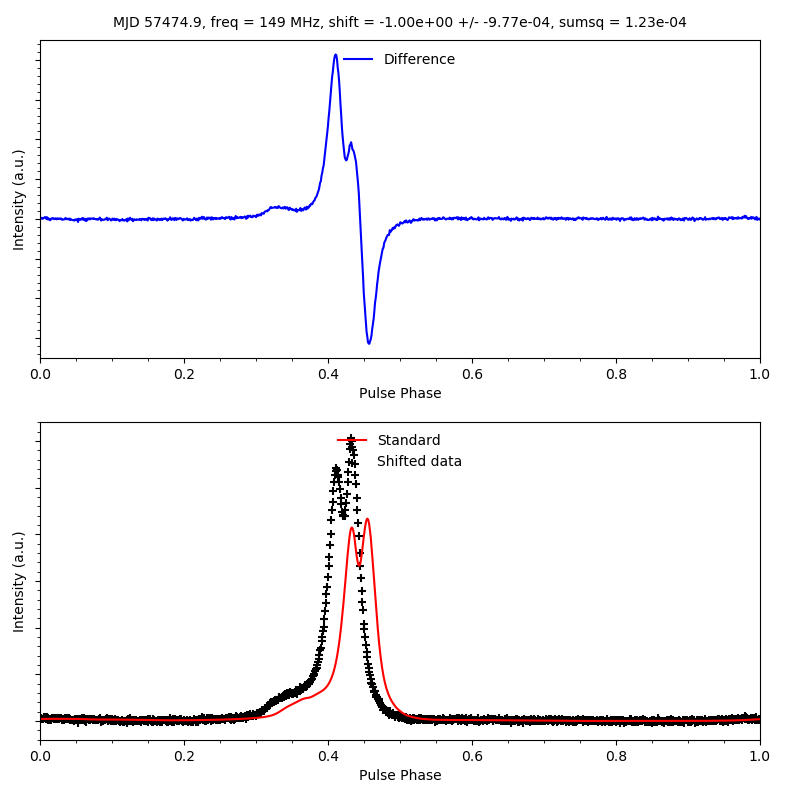 MJD 57474.9, freq = 149 MHz, shift = -1.00e+00 +/- -9.77e-04, sumsq = 1.23e-04
Difference
Intensity (a.u.)
0.0 0.2 0.4 0.6 0.8 1.0
Pulse Phase
Standard
Shifted data
Intensity (a.u.)
0.0 0.2 0.4 0.6 0.8 1.0
Pulse Phase